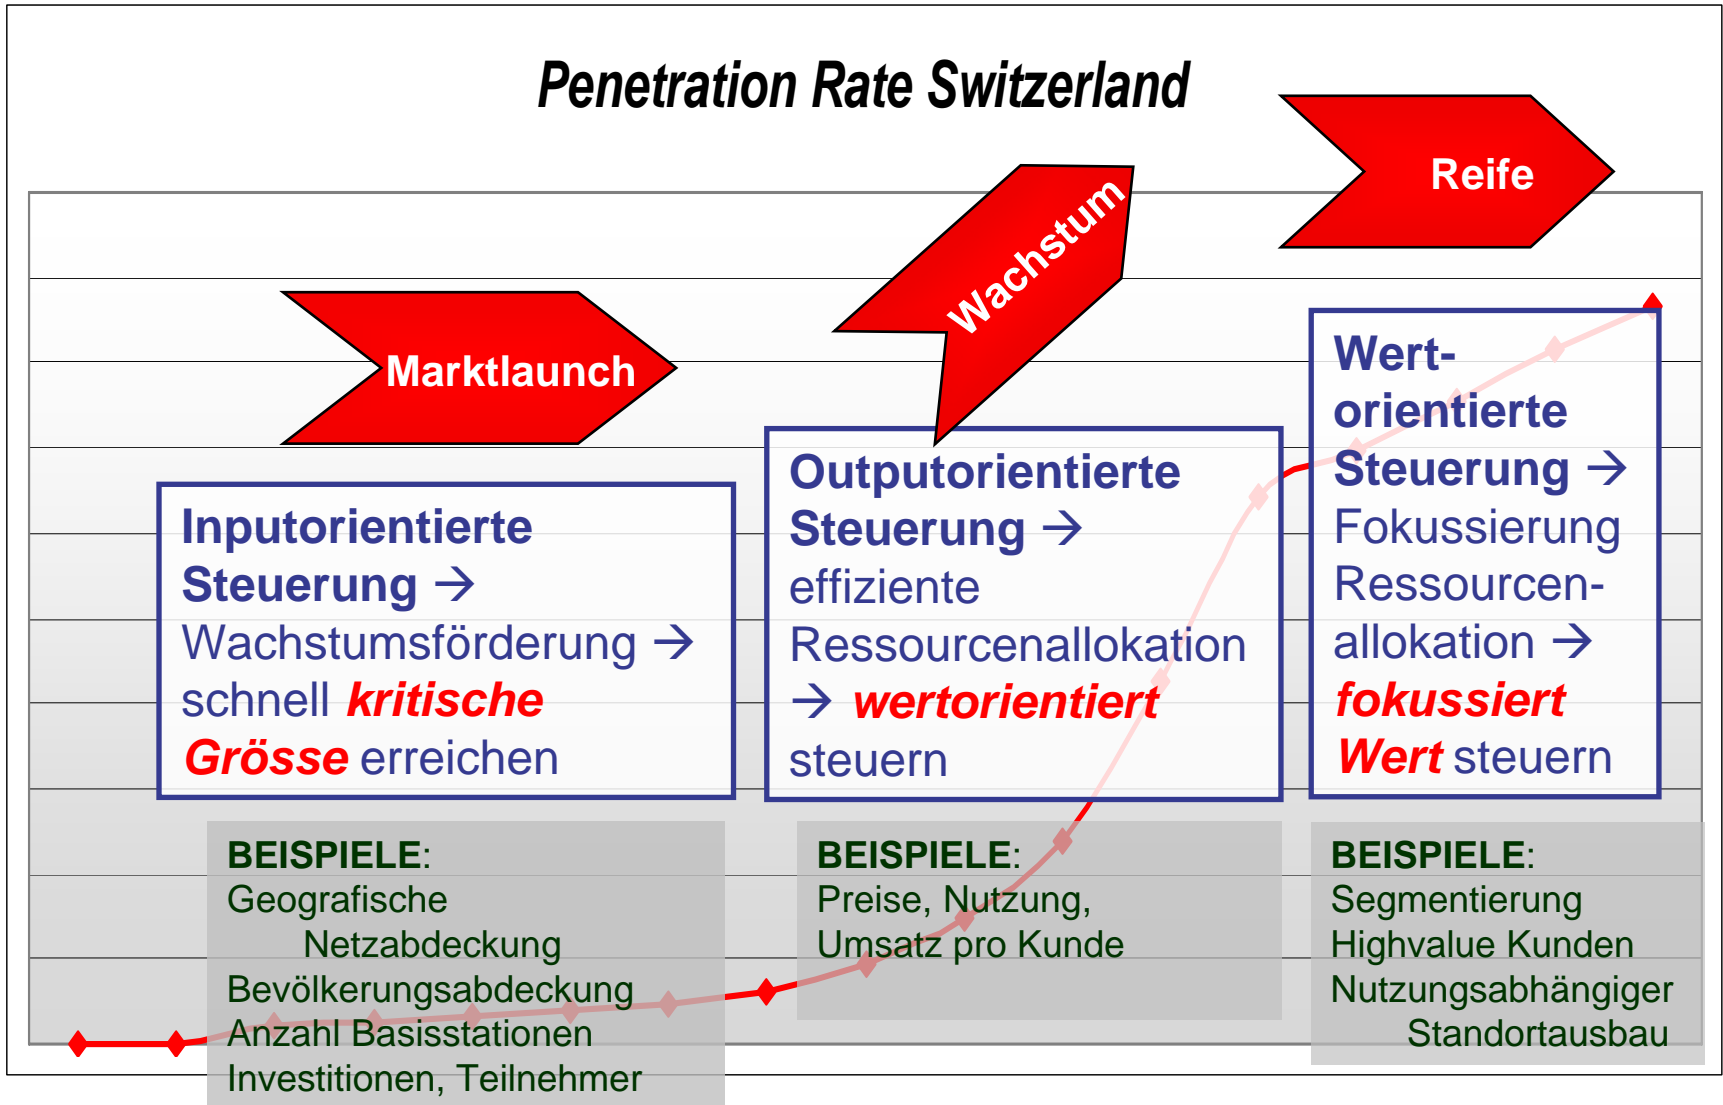 Penetration Rate Switzerland
Marktlaunch
Wachstum
Reife
Inputorientierte
Steuerung →
Wachstumsförderung →
schnell kritische
Grösse erreichen
Outputorientierte
Steuerung →
effiziente
Ressourcenallokation
→ wertorientiert
steuern
Wert-
orientierte
Steuerung →
Fokussierung
Ressourcen-
allokation →
fokussiert
Wert steuern
BEISPIELE:
Geografische
Netzabdeckung
Bevölkerungsabdeckung
Anzahl Basisstationen
Investitionen, Teilnehmer
BEISPIELE:
Preise, Nutzung,
Umsatz pro Kunde
BEISPIELE:
Segmentierung
Highvalue Kunden
Nutzungsabhängiger
Standortausbau